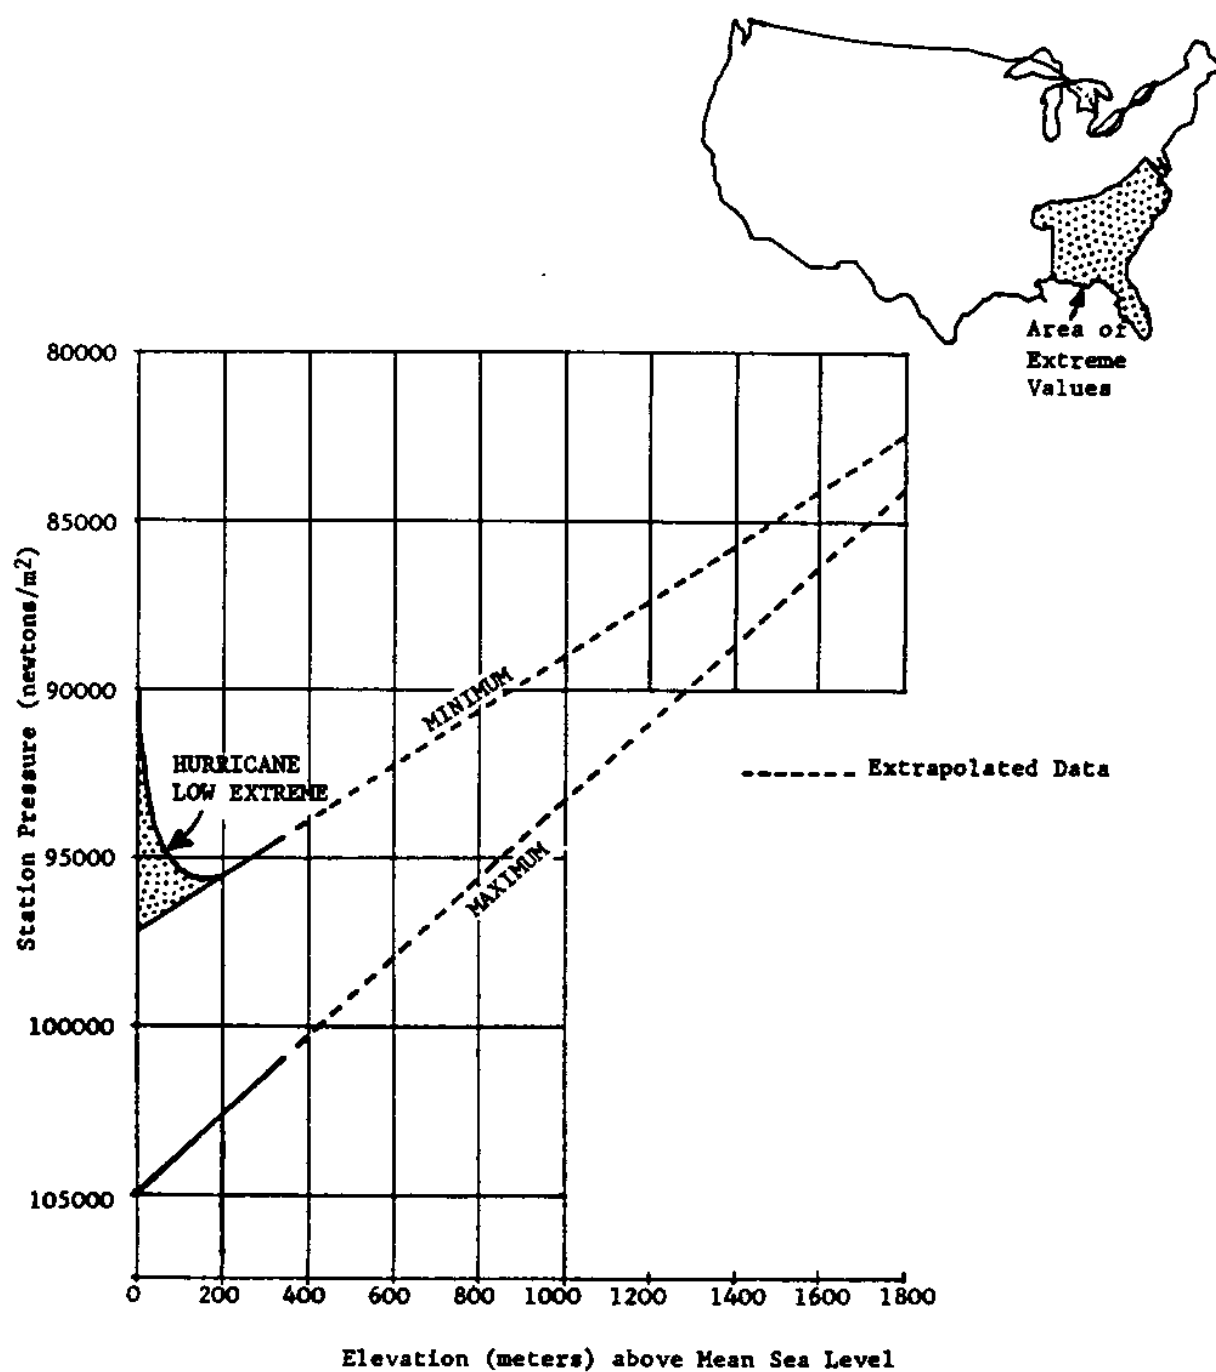 Area of
Extreme
Values
80000
85000
90000
95000
100000
105000
Station Pressure (newtons/m²)
MINIMUM
HURRICANE
LOW EXTREME
------- Extrapolated Data
MAXIMUM
0 200 400 600 800 1000 1200 1400 1600 1800
Elevation (meters) above Mean Sea Level